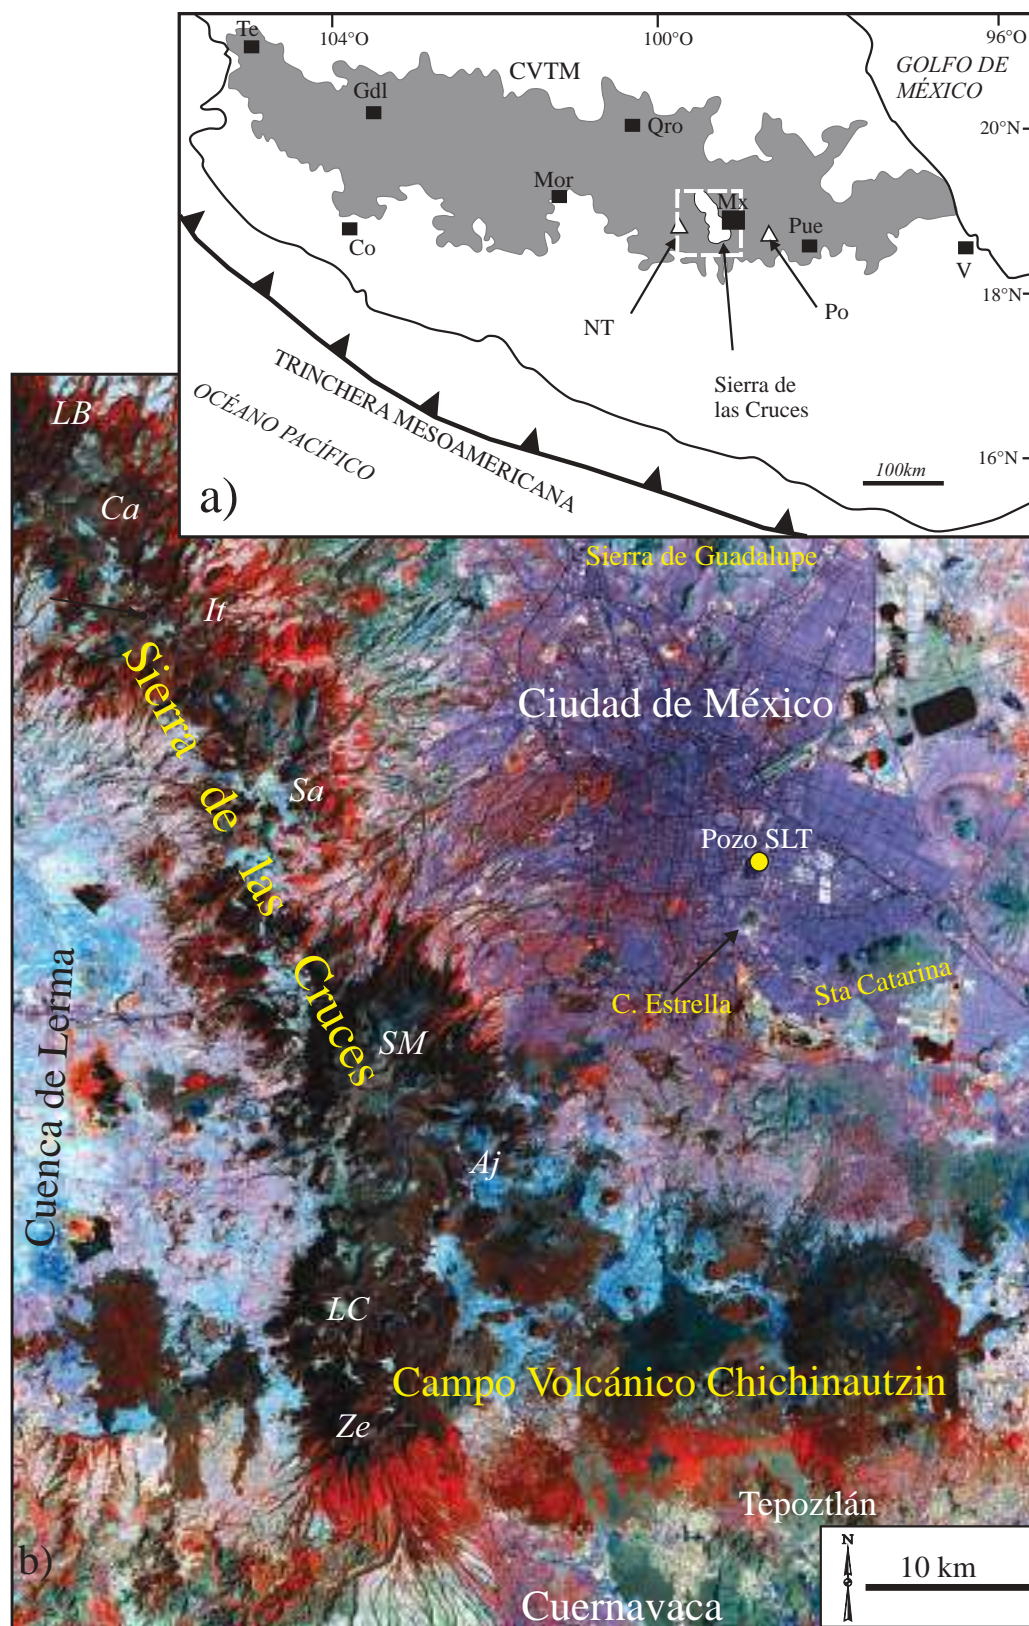 104°O
100°O
96°O
Te
CVTM
GOLFO DE
MÉXICO
Gdl
Qro
20°N
Mor
Mx
Co
Pue
V
18°N
NT
Po
Sierra de
las Cruces
TRINCHERA MESOAMERICANA
OCÉANO PACÍFICO
16°N
100km
a)
LB
Ca
Sierra de Guadalupe
It
Sierra de las Cruces
Ciudad de México
Sa
Pozo SLT
Cuenca de Lerma
C. Estrella
Sta Catarina
SM
Aj
LC
Campo Volcánico Chichinautzin
Ze
Tepoztlán
b)
N
10 km
Cuernavaca